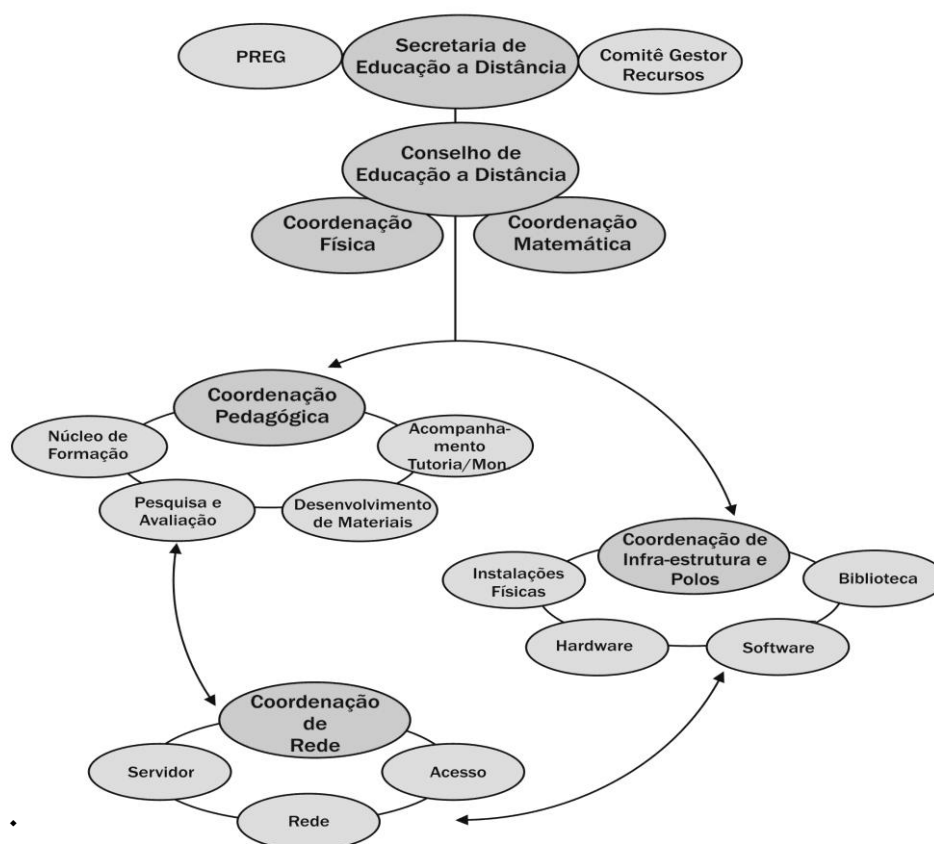 PREG
Secretaria de
Educação a Distância
Comitê Gestor
Recursos
Conselho de
Educação a Distância
Coordenação
Física
Coordenação
Matemática
Coordenação
Pedagógica
Núcleo de
Formação
Acompanha-
mento
Tutoria/Mon
Pesquisa e
Avaliação
Desenvolvimento
de Materiais
Coordenação de
Infra-estrutura e
Polos
Instalações
Físicas
Biblioteca
Hardware
Software
Coordenação
de
Rede
Servidor
Acesso
Rede